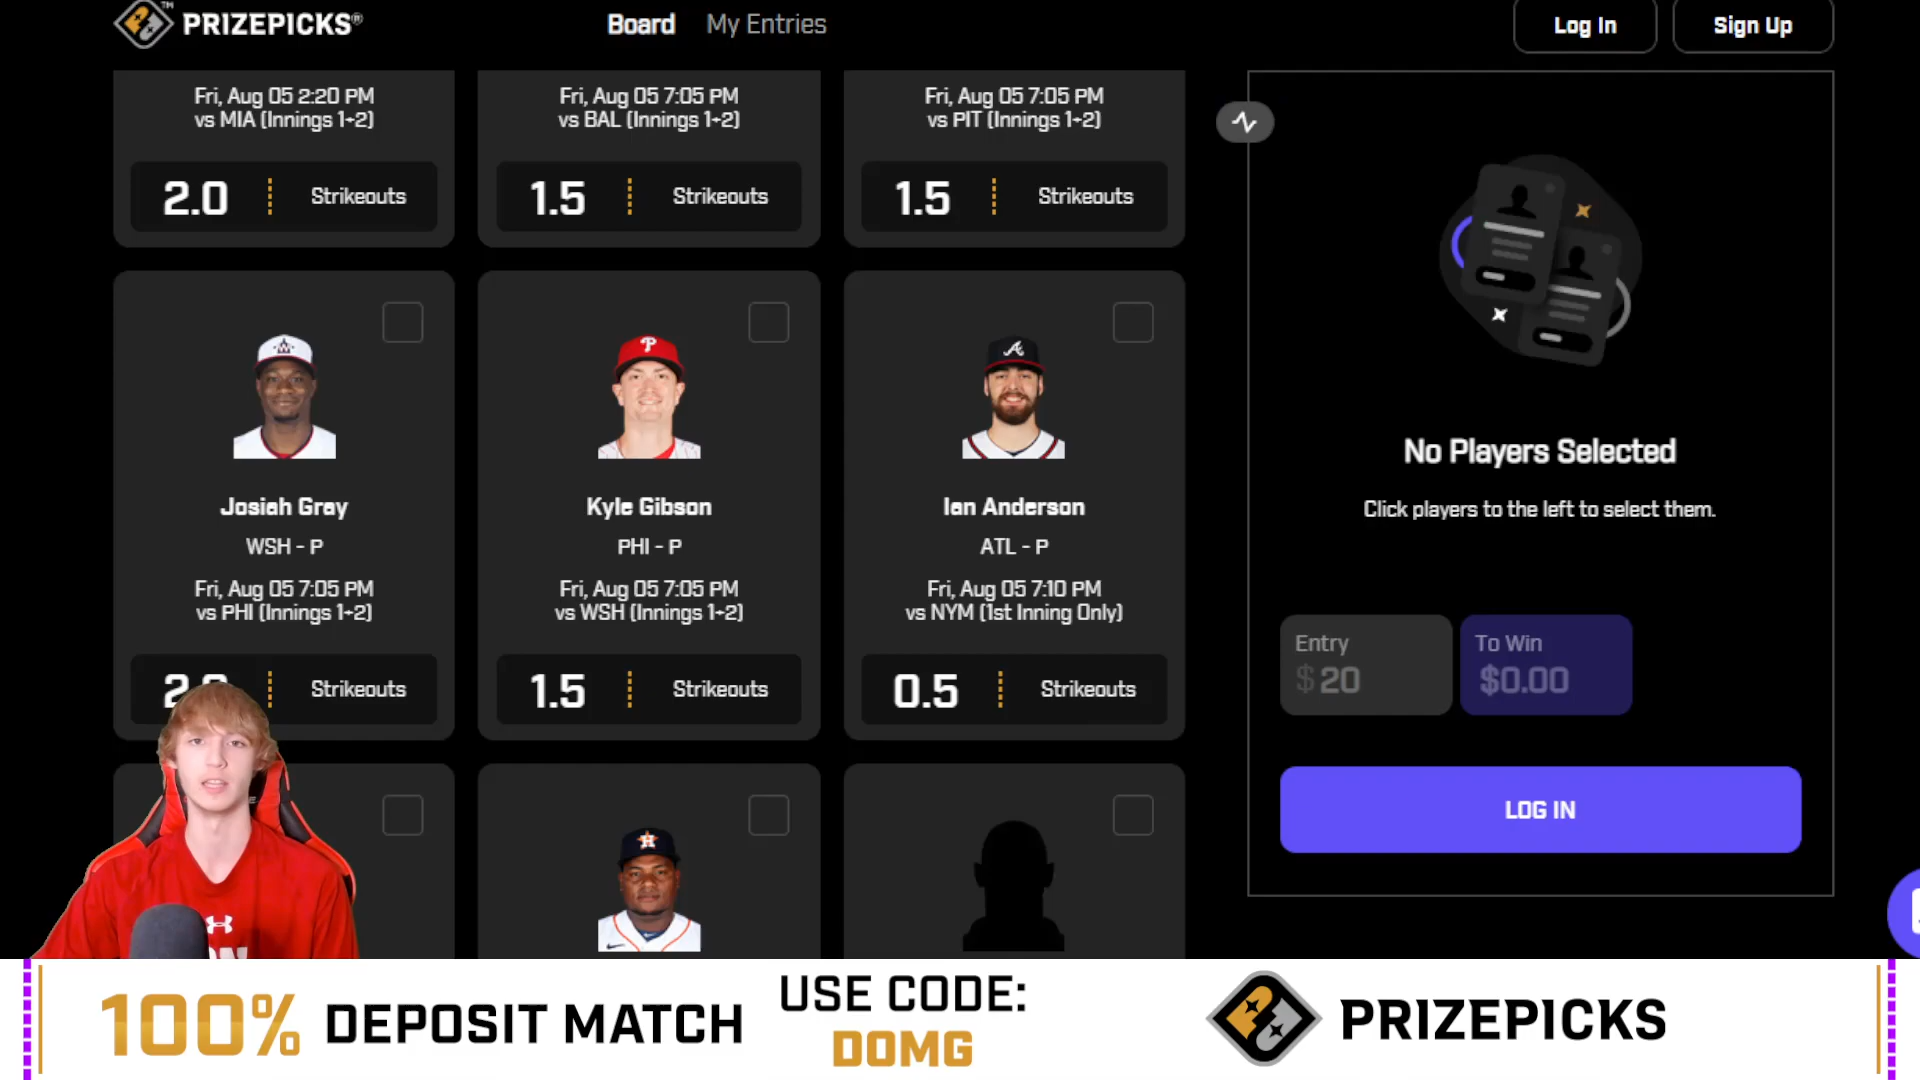 PRIZEPICKS®
Board
My Entries
Log In
Sign Up
Fri, Aug 05 2:20 PM
vs MIA (Innings 1+2)
2.0
Strikeouts
Fri, Aug 05 7:05 PM
vs BAL (Innings 1+2)
1.5
Strikeouts
Fri, Aug 05 7:05 PM
vs PIT (Innings 1+2)
1.5
Strikeouts
Josiah Gray
WSH - P
Fri, Aug 05 7:05 PM
vs PHI (Innings 1+2)
Strikeouts
Kyle Gibson
PHI - P
Fri, Aug 05 7:05 PM
vs WSH (Innings 1+2)
1.5
Strikeouts
Ian Anderson
ATL - P
Fri, Aug 05 7:10 PM
vs NYM (1st Inning Only)
0.5
Strikeouts
No Players Selected
Click players to the left to select them.
Entry
$ 20
To Win
$0.00
LOG IN
100% DEPOSIT MATCH
USE CODE:
DOMG
PRIZEPICKS